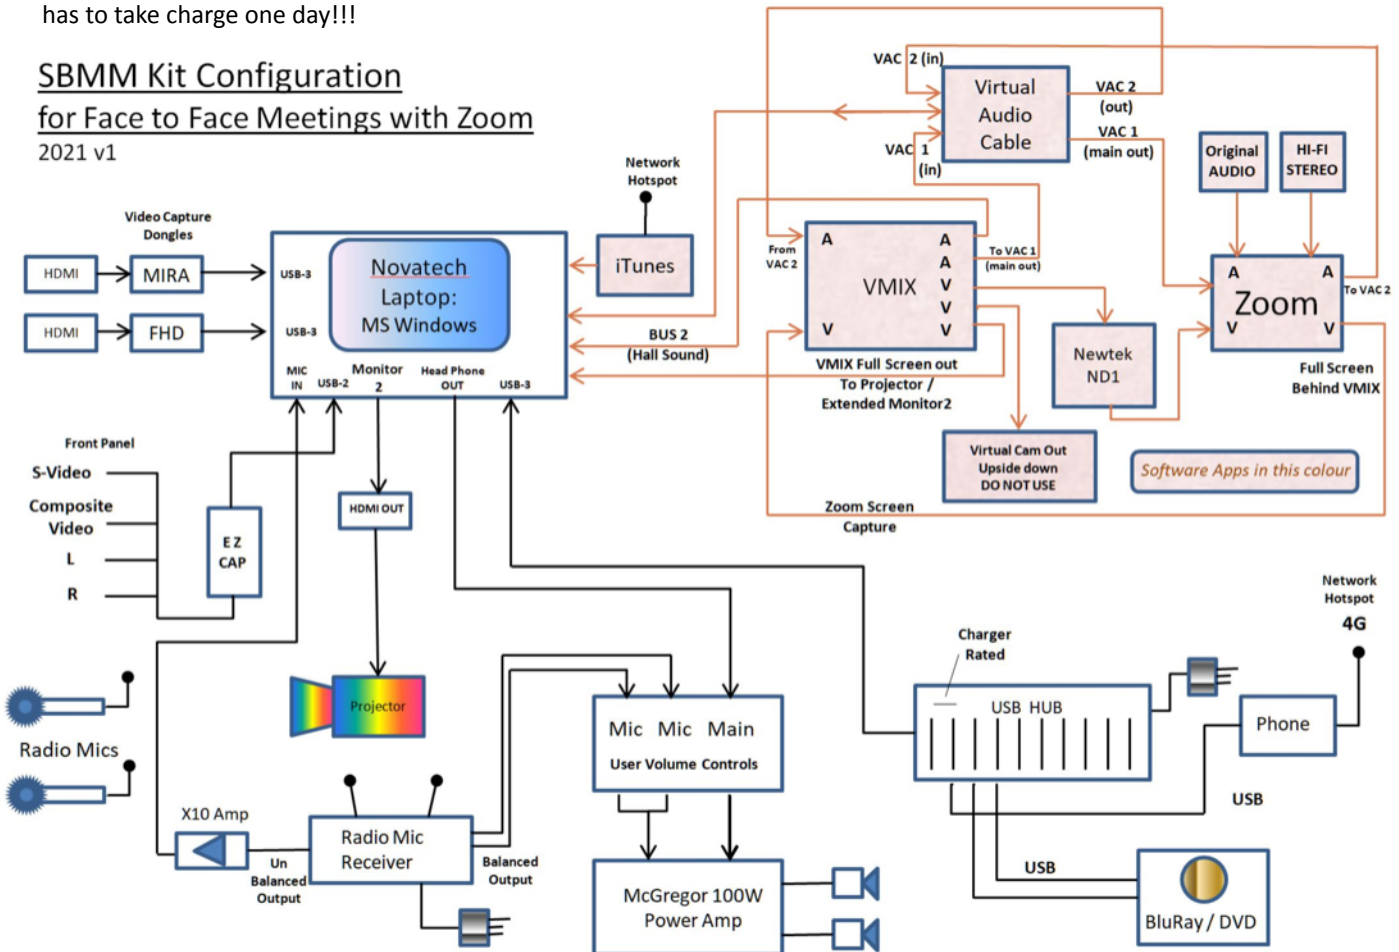 has to take charge one day!!!
SBMM Kit Configuration
for Face to Face Meetings with Zoom
2021 v1
VAC 2 (in)
Virtual
Audio
Cable
VAC 2
(out)
VAC 1
(main out)
VAC 1
(in)
Original
AUDIO
HI-FI
STEREO
Network
Hotspot
iTunes
Video Capture
Dongles
HDMI
MIRA
USB-3
HDMI
FHD
USB-3
Novatech
Laptop:
MS Windows
MIC
IN
USB-2
Monitor
2
Head Phone
OUT
USB-3
BUS 2
(Hall Sound)
From
VAC 2
A
V
VMIX
A
A
V
V
V
To VAC 1
(main out)
VMIX Full Screen out
To Projector /
Extended Monitor2
Newtek
ND1
A
A
Zoom
V
V
To VAC 2
Full Screen
Behind VMIX
Virtual Cam Out
Upside down
DO NOT USE
Software Apps in this colour
Zoom Screen
Capture
Front Panel
S-Video
Composite
Video
L
R
E Z
CAP
HDMI OUT
Projector
Radio Mics
X10 Amp
Un
Balanced
Output
Radio Mic
Receiver
Balanced
Output
Mic Mic Main
User Volume Controls
McGregor 100W
Power Amp
Charger
Rated
USB HUB
Network
Hotspot
4G
Phone
USB
USB
BluRay / DVD